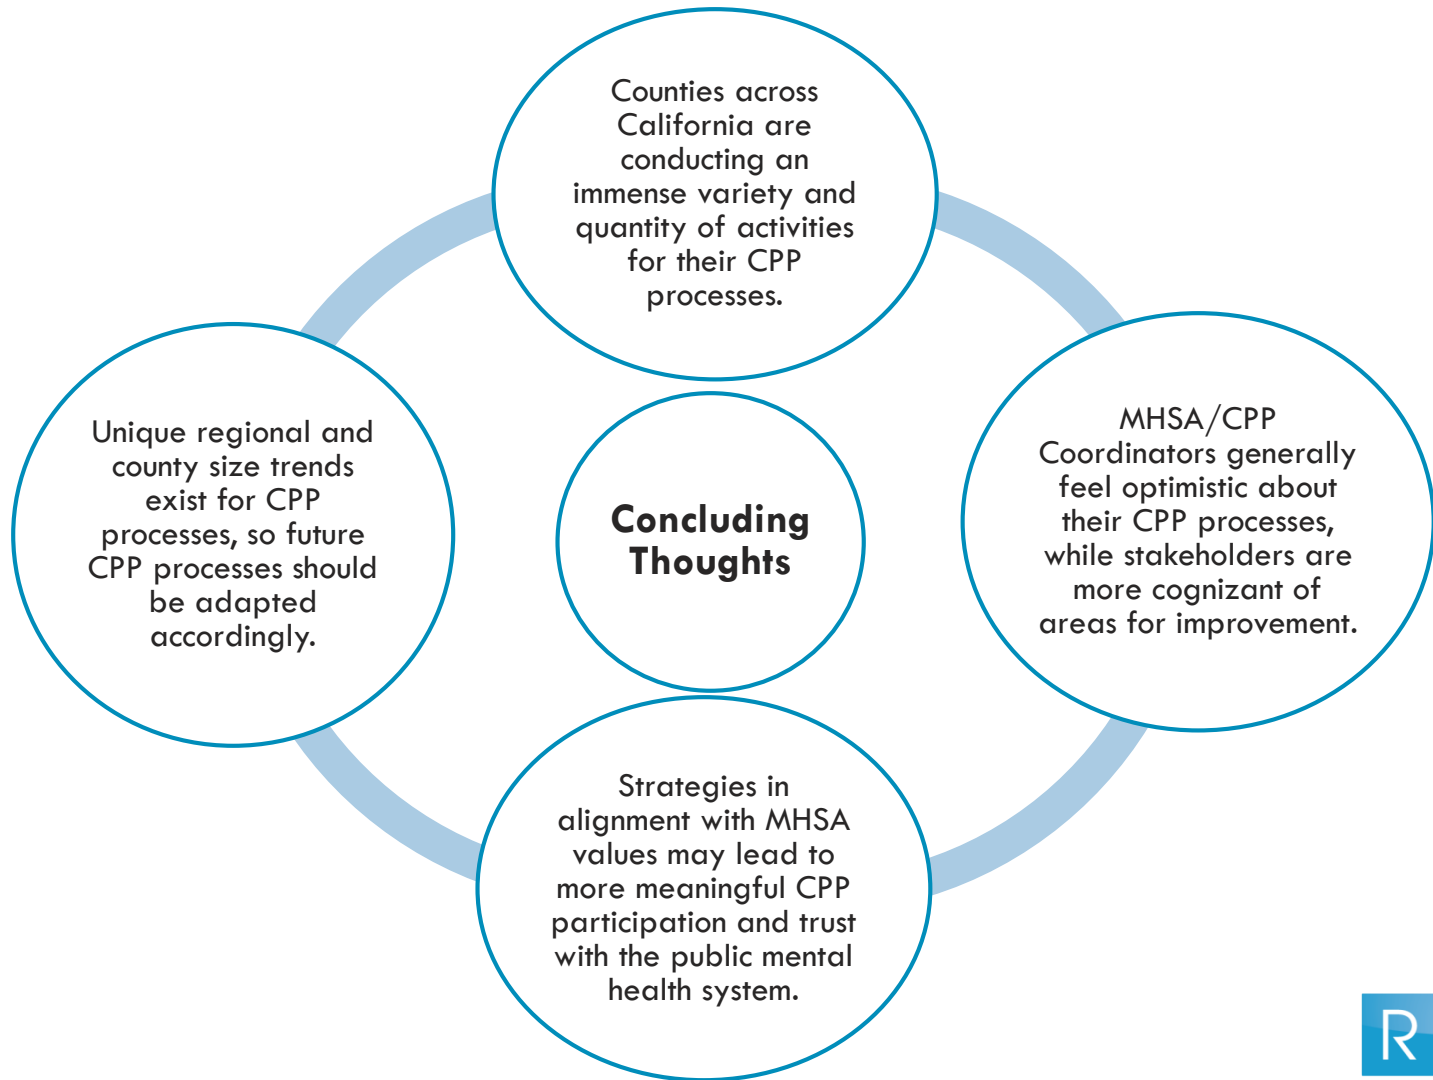 Counties across
California are
conducting an
immense variety and
quantity of activities
for their CPP
processes.
Unique regional and
county size trends
exist for CPP
processes, so future
CPP processes should
be adapted
accordingly.
Concluding
Thoughts
MHSA/CPP
Coordinators generally
feel optimistic about
their CPP processes,
while stakeholders are
more cognizant of
areas for improvement.
Strategies in
alignment with MHSA
values may lead to
more meaningful CPP
participation and trust
with the public mental
health system.
R